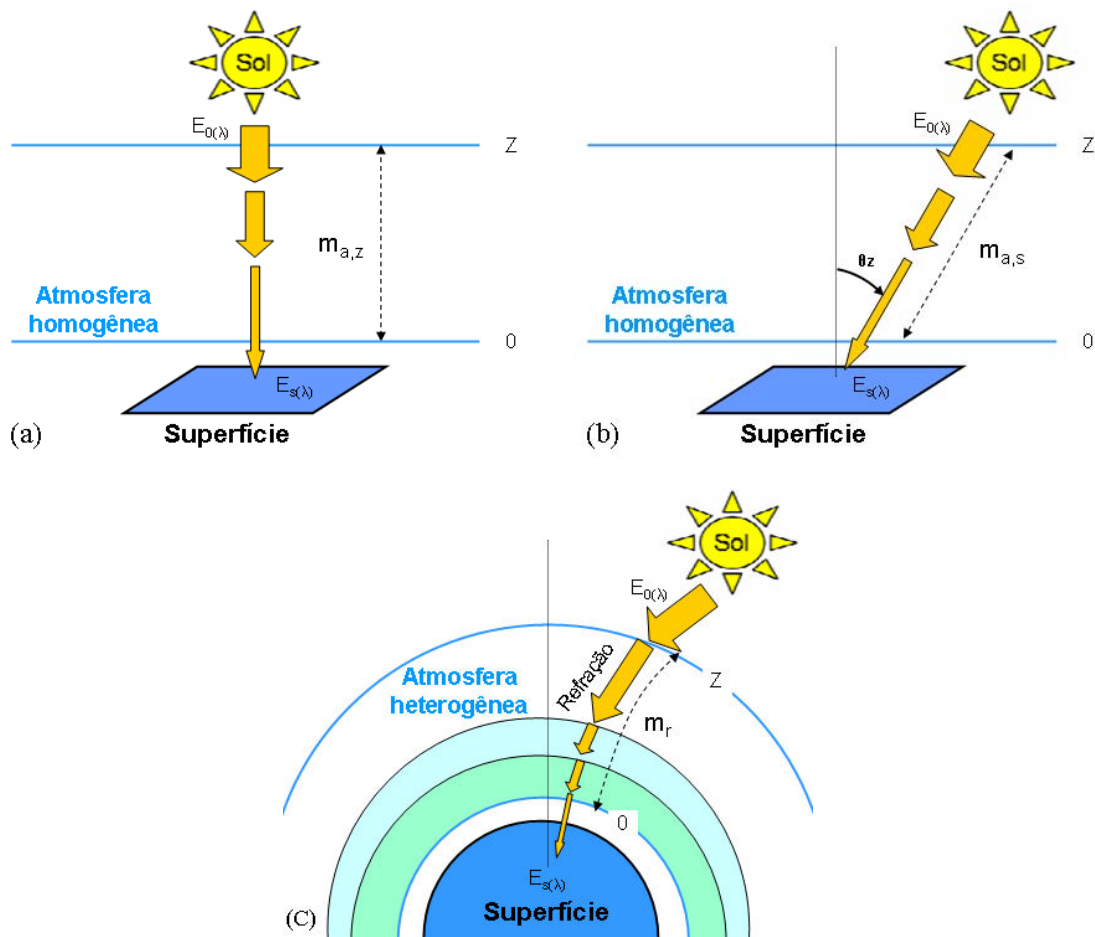 Sol
E0(λ)
Z
ma,z
Atmosfera
homogênea
0
Es(λ)
Superfície
(a)
Sol
E0(λ)
Z
θz
ma,s
Atmosfera
homogênea
0
Es(λ)
Superfície
(b)
Sol
E0(λ)
Refração
Z
Atmosfera
heterogênea
mr
0
Es(λ)
Superfície
(C)